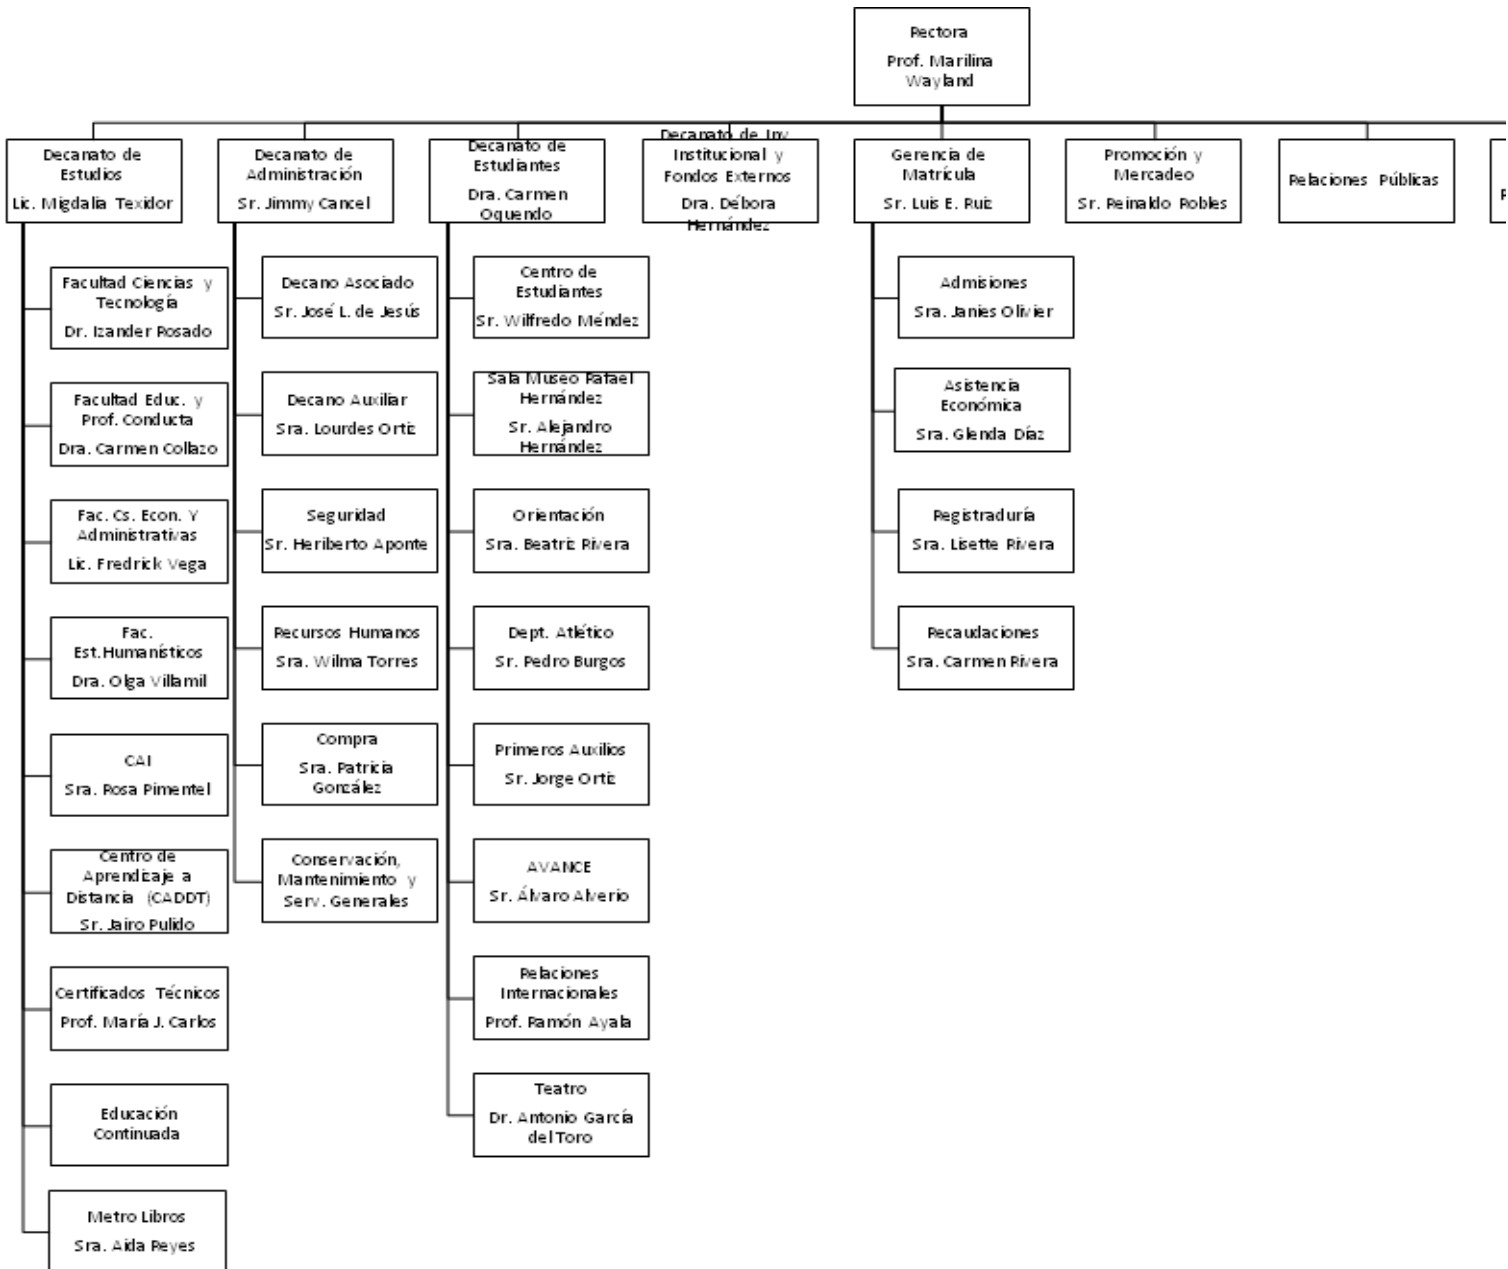 Rectora
Prof. Marilina
Wayland
Decanato de
Estudios
Lic. Migdalia Texidor
Decanato de
Administración
Sr. Jimmy Cancel
Decanato de
Estudiantes
Dra. Carmen
Oquendo
Decanato de Inv.
Institucional y
Fondos Externos
Dra. Débora
Hernández
Gerencia de
Matrícula
Sr. Luis E. Ruiz
Promoción y
Mercadeo
Sr. Reinaldo Robles
Relaciones Públicas
Facultad Ciencias y
Tecnología
Dr. Izander Rosado
Facultad Educ. y
Prof. Conducta
Dra. Carmen Collazo
Fac. Cs. Econ. Y
Administrativas
Lic. Fredrick Vega
Fac.
Est.Humanísticos
Dra. Olga Villamil
CAI
Sra. Rosa Pimentel
Centro de
Aprendizaje a
Distancia (CADDT)
Sr. Jairo Pulido
Certificados Técnicos
Prof. María J. Carlos
Educación
Continuada
Metro Libros
Sra. Aida Reyes
Decano Asociado
Sr. José L. de Jesús
Decano Auxiliar
Sra. Lourdes Ortiz
Seguridad
Sr. Heriberto Aponte
Recursos Humanos
Sra. Wilma Torres
Compra
Sra. Patricia
González
Conservación,
Mantenimiento y
Serv. Generales
Centro de
Estudiantes
Sr. Wilfredo Méndez
Sala Museo Rafael
Hernández
Sr. Alejandro
Hernández
Orientación
Sra. Beatriz Rivera
Dept. Atlético
Sr. Pedro Burgos
Primeros Auxilios
Sr. Jorge Ortiz
AVANCE
Sr. Álvaro Alverio
Relaciones
Internacionales
Prof. Ramón Ayala
Teatro
Dr. Antonio García
del Toro
Admisiones
Sra. Janies Olivier
Asistencia
Económica
Sra. Glenda Díaz
Registraduría
Sra. Lisette Rivera
Recaudaciones
Sra. Carmen Rivera